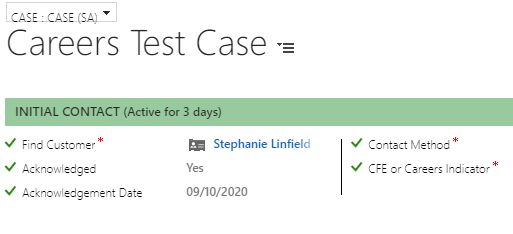 CASE : CASE (SA)
Careers Test Case
INITIAL CONTACT (Active for 3 days)
Find Customer* Stephanie Linfield Contact Method*
Acknowledged Yes CFE or Careers Indicator*
Acknowledgement Date 09/10/2020